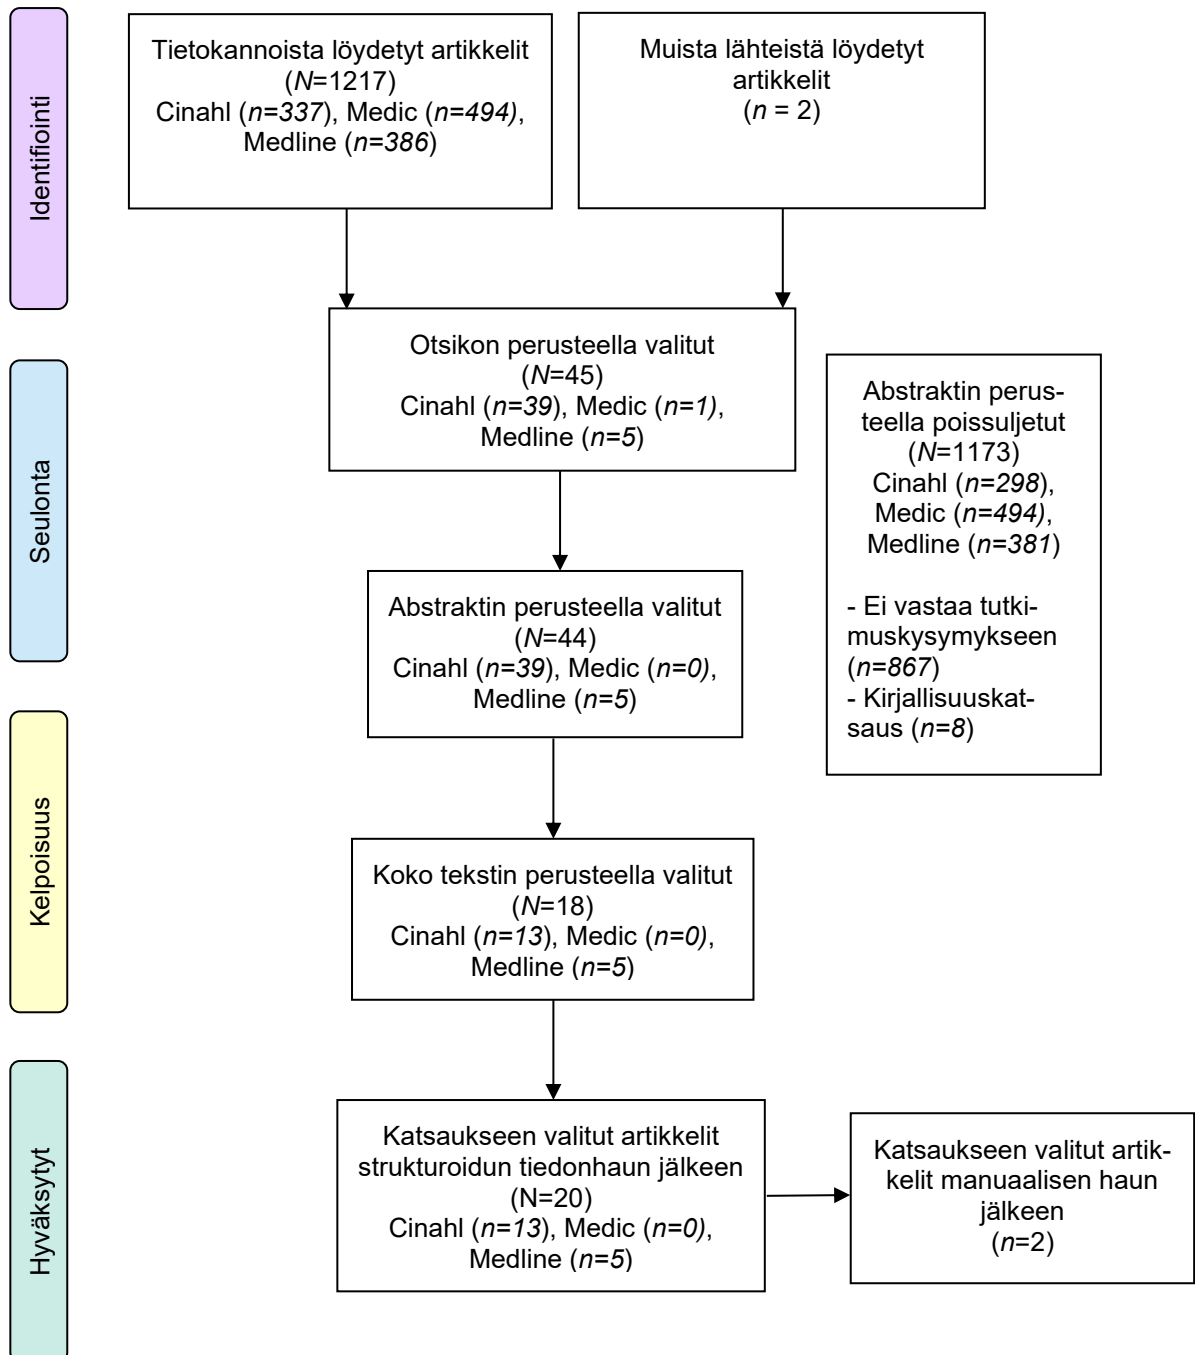 Identifiointi
Tietokannoista löydetyt artikkelit
(N=1217)
Cinahl (n=337), Medic (n=494),
Medline (n=386)
Muista lähteistä löydetyt
artikkelit
(n = 2)
Seulonta
Otsikon perusteella valitut
(N=45)
Cinahl (n=39), Medic (n=1),
Medline (n=5)
Abstraktin perus-
teella poissuljetut
(N=1173)
Cinahl (n=298),
Medic (n=494),
Medline (n=381)
- Ei vastaa tutki-
muskysymykseen
(n=867)
- Kirjallisuuskat-
saus (n=8)
Abstraktin perusteella valitut
(N=44)
Cinahl (n=39), Medic (n=0),
Medline (n=5)
Kelpoisuus
Koko tekstin perusteella valitut
(N=18)
Cinahl (n=13), Medic (n=0),
Medline (n=5)
Hyväksytyt
Katsaukseen valitut artikkelit
strukturoidun tiedonhaun jälkeen
(N=20)
Cinahl (n=13), Medic (n=0),
Medline (n=5)
Katsaukseen valitut artik-
kelit manuaalisen haun
jälkeen
(n=2)